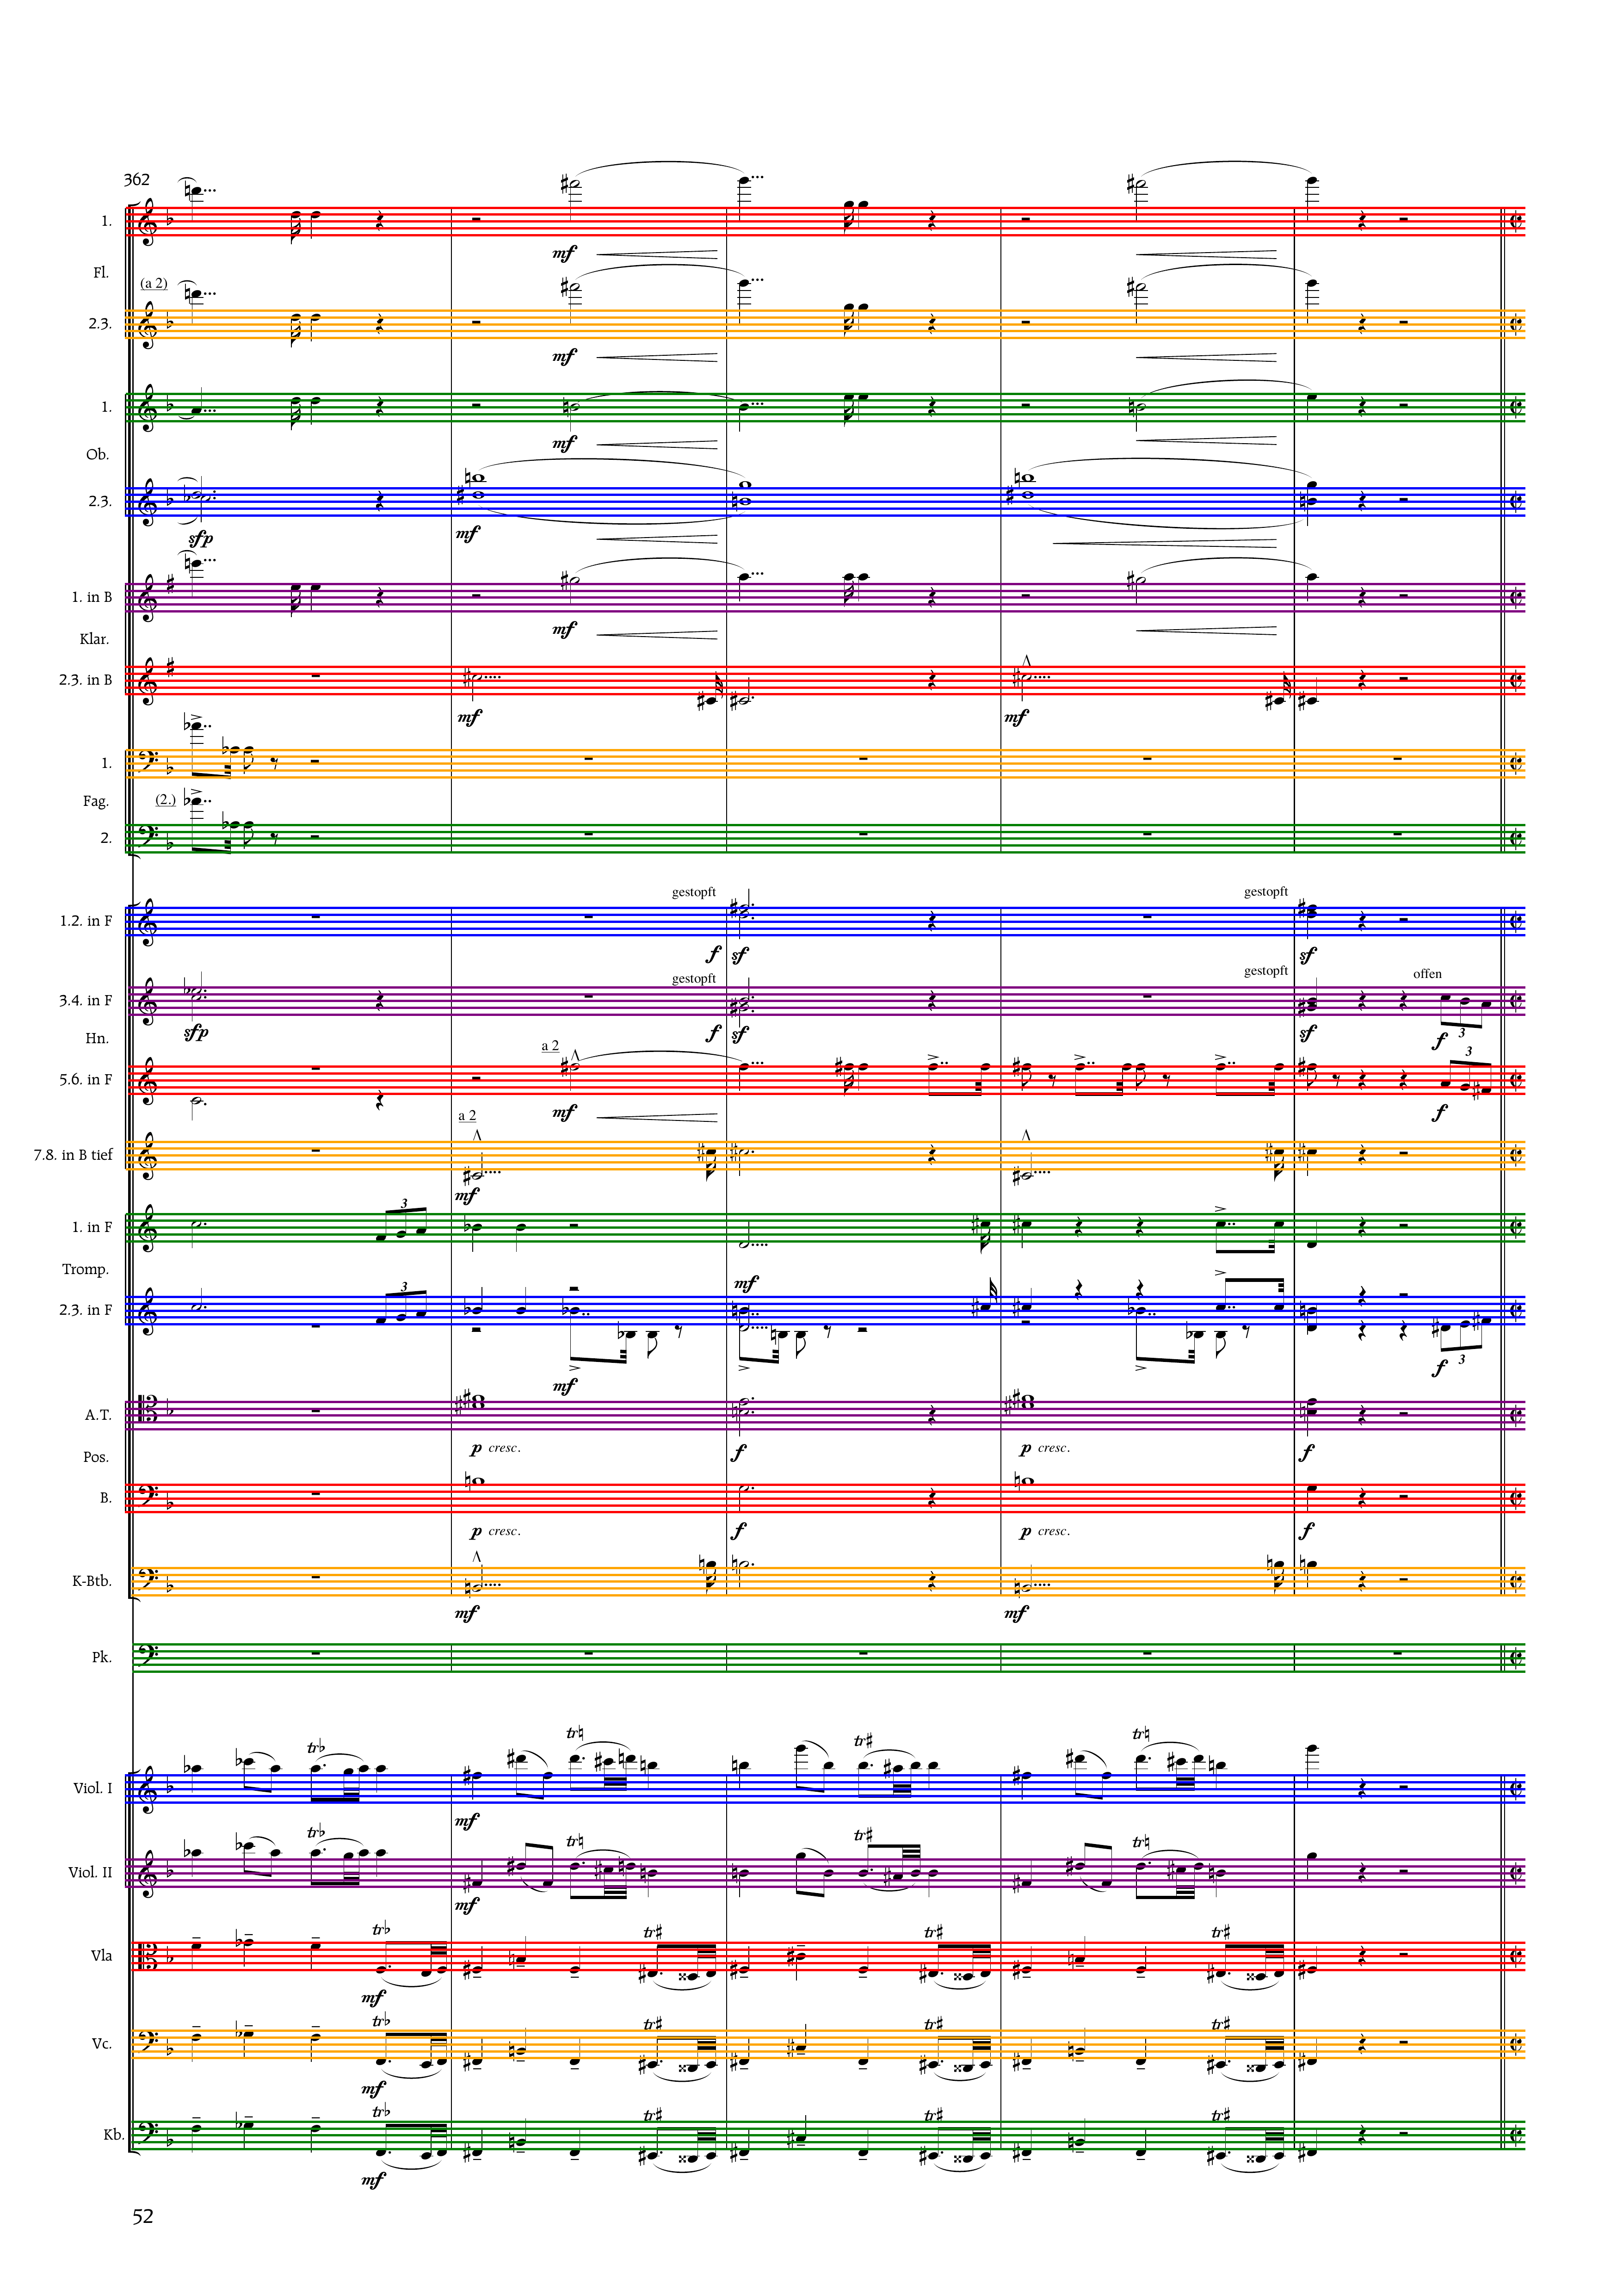 362
1.
mf
Fl.
(a 2)
2.3.
mf
1.
mf
Ob.
2.3.
sfp mf
1. in B
mf
Klar.
2.3. in B
mf mf
1.
Fag. (2.)
2.
gestopft gestopft
1.2. in F
f sf sf
gestopft gestopft offen
3.4. in F
sfp f sf sf f 3
Hn.
a 2 3
5.6. in F
mf f
a 2
7.8. in B tief
mf
3
1. in F
mf
Tromp.
3
2.3. in F
mf f 3
A.T.
p cresc. f p cresc. f
Pos.
B.
p cresc. f p cresc. f
K-Btb.
mf mf
Pk.
tr♭ tr♮ tr♯ tr♮
Viol. I
mf
tr♭ tr♮ tr♯ tr♮
Viol. II
mf
tr♭ tr♯ tr♯ tr♯
Vla
mf
tr♭ tr♯ tr♯ tr♯
Vc.
mf
tr♭ tr♯ tr♯ tr♯
Kb.
mf
52